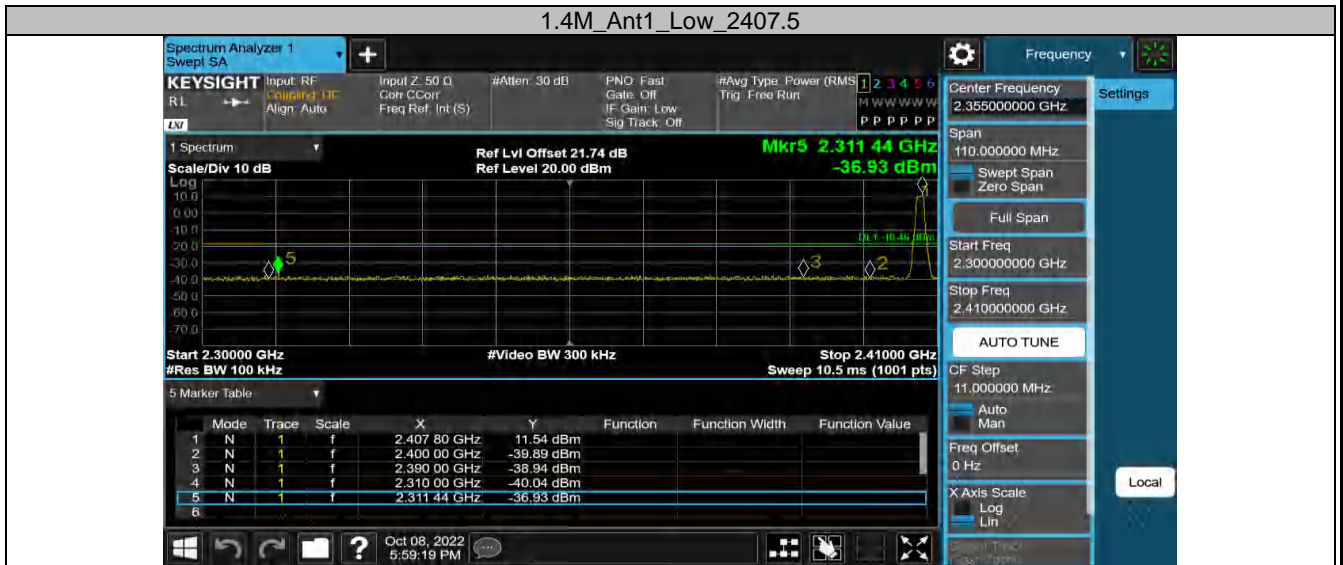 1.4M_Ant1_Low_2407.5
Spectrum Analyzer 1
Swept SA
Frequency
KEYSIGHT
RL
LXI
Input: RF
Coupling: DC
Align: Auto
Input Z: 50 Ω
Corr CCorr
Freq Ref: Int (S)
#Atten: 30 dB
PNO: Fast
Gate: Off
IF Gain: Low
Sig Track: Off
#Avg Type: Power (RMS
Trig: Free Run
1 2 3 4 5 6
M W W W W W
P P P P P P
Center Frequency
2.355000000 GHz
Settings
Span
110.000000 MHz
Swept Span
Zero Span
Full Span
Start Freq
2.300000000 GHz
Stop Freq
2.410000000 GHz
AUTO TUNE
CF Step
11.000000 MHz
Auto
Man
Freq Offset
0 Hz
X Axis Scale
Log
Lin
Local
1 Spectrum
Scale/Div 10 dB
Ref Lvl Offset 21.74 dB
Ref Level 20.00 dBm
Mkr5 2.311 44 GHz
-36.93 dBm
Log
10.0
0.00
-10.0
-20.0
-30.0
-40.0
-50.0
-60.0
-70.0
DL1 -18.46 dBm
5
3
2
Start 2.30000 GHz
#Video BW 300 kHz
Stop 2.41000 GHz
#Res BW 100 kHz
Sweep 10.5 ms (1001 pts)
5 Marker Table
Mode Trace Scale X Y Function Function Width Function Value
1 N 1 f 2.407 80 GHz 11.54 dBm
2 N 1 f 2.400 00 GHz -39.89 dBm
3 N 1 f 2.390 00 GHz -38.94 dBm
4 N 1 f 2.310 00 GHz -40.04 dBm
5 N 1 f 2.311 44 GHz -36.93 dBm
6
?
Oct 08, 2022
5:59:19 PM